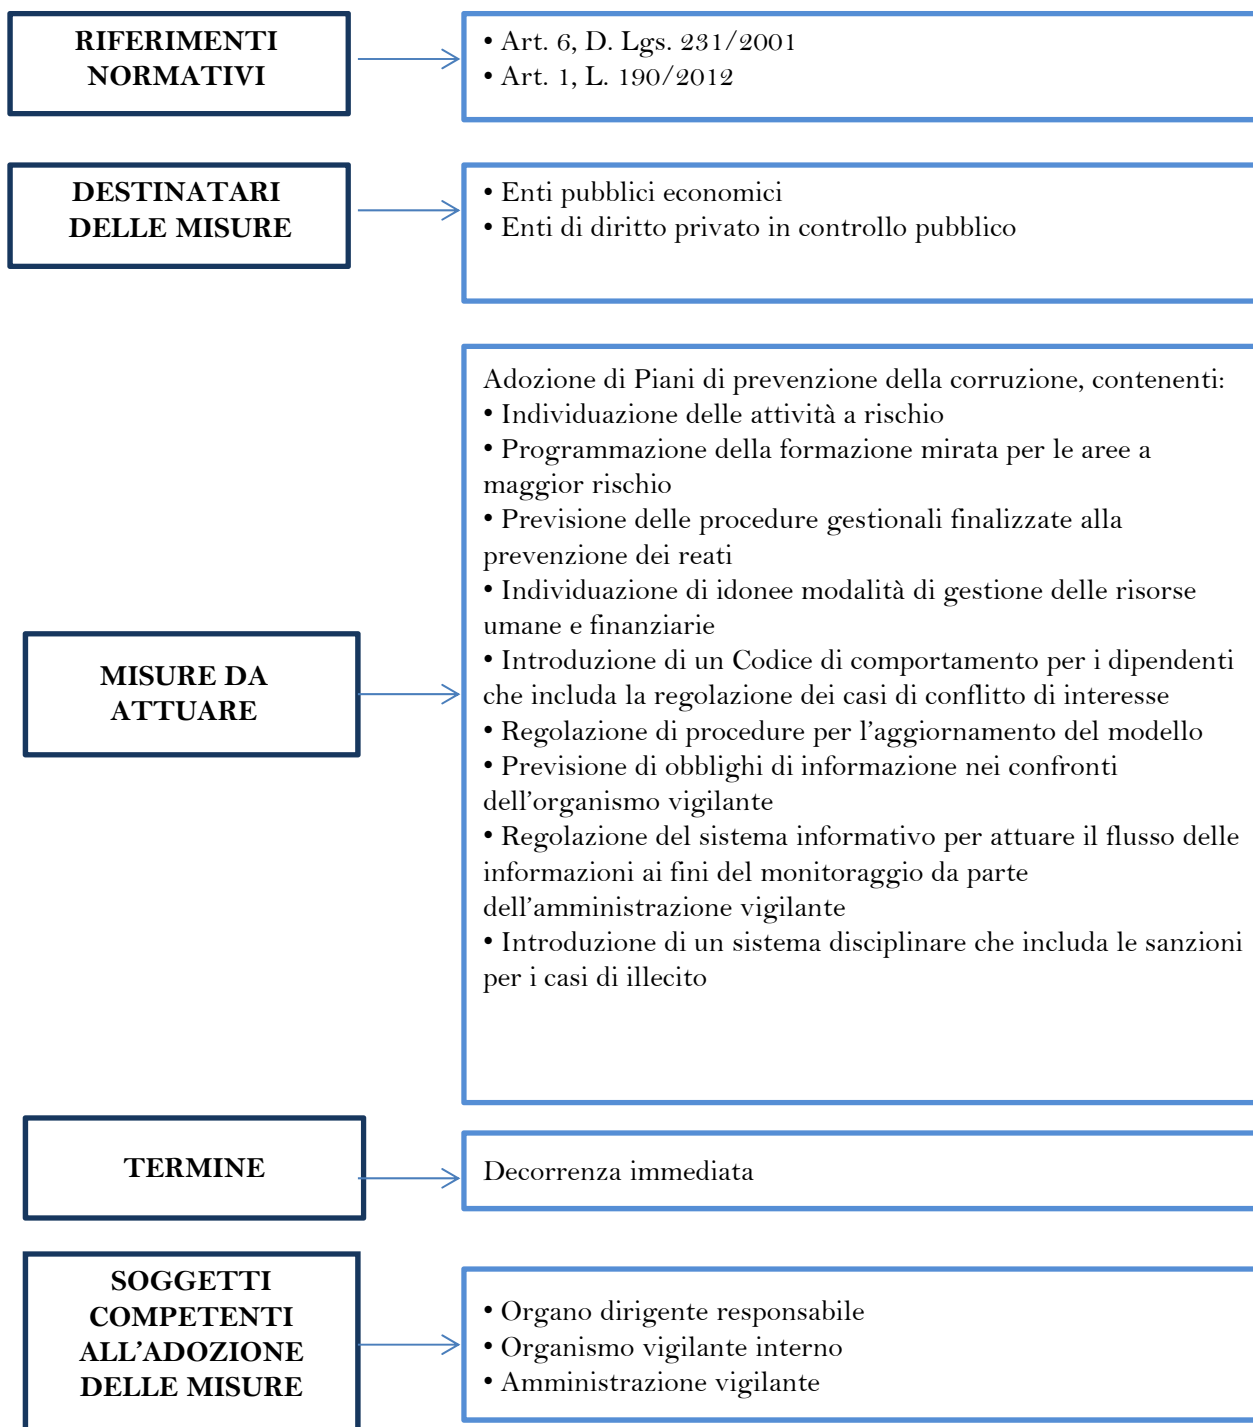 RIFERIMENTI
NORMATIVI
• Art. 6, D. Lgs. 231/2001
• Art. 1, L. 190/2012
DESTINATARI
DELLE MISURE
• Enti pubblici economici
• Enti di diritto privato in controllo pubblico
MISURE DA
ATTUARE
Adozione di Piani di prevenzione della corruzione, contenenti:
• Individuazione delle attività a rischio
• Programmazione della formazione mirata per le aree a
maggior rischio
• Previsione delle procedure gestionali finalizzate alla
prevenzione dei reati
• Individuazione di idonee modalità di gestione delle risorse
umane e finanziarie
• Introduzione di un Codice di comportamento per i dipendenti
che includa la regolazione dei casi di conflitto di interesse
• Regolazione di procedure per l'aggiornamento del modello
• Previsione di obblighi di informazione nei confronti
dell'organismo vigilante
• Regolazione del sistema informativo per attuare il flusso delle
informazioni ai fini del monitoraggio da parte
dell'amministrazione vigilante
• Introduzione di un sistema disciplinare che includa le sanzioni
per i casi di illecito
TERMINE
Decorrenza immediata
SOGGETTI
COMPETENTI
ALL'ADOZIONE
DELLE MISURE
• Organo dirigente responsabile
• Organismo vigilante interno
• Amministrazione vigilante